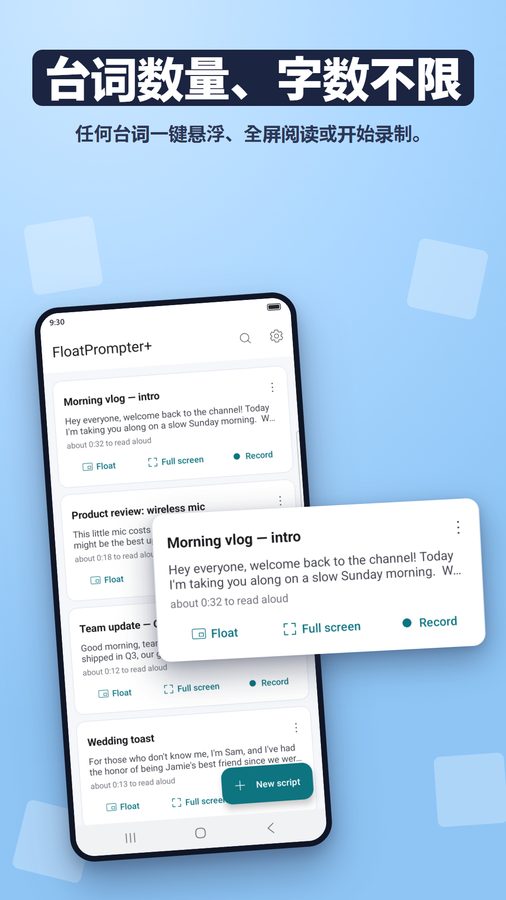 台词数量、字数不限
任何台词一键悬浮、全屏阅读或开始录制。
9:30
FloatPrompter+
Morning vlog — intro
Hey everyone, welcome back to the channel! Today
I'm taking you along on a slow Sunday morning. W...
about 0:32 to read aloud
Float
Full screen
Record
Product review: wireless mic
This little mic costs
might be the best u
about 0:18 to read alou
Float
Morning vlog — intro
Hey everyone, welcome back to the channel! Today
I'm taking you along on a slow Sunday morning. W...
about 0:32 to read aloud
Float
Full screen
Record
Team update —
Good morning, tea
shipped in Q3, our g
about 0:12 to read aloud
Float
Full screen
Record
Wedding toast
For those who don't know me, I'm Sam, and I've had
the honor of being Jamie's best friend since we wer...
about 0:13 to read aloud
Float
Full screen
New script